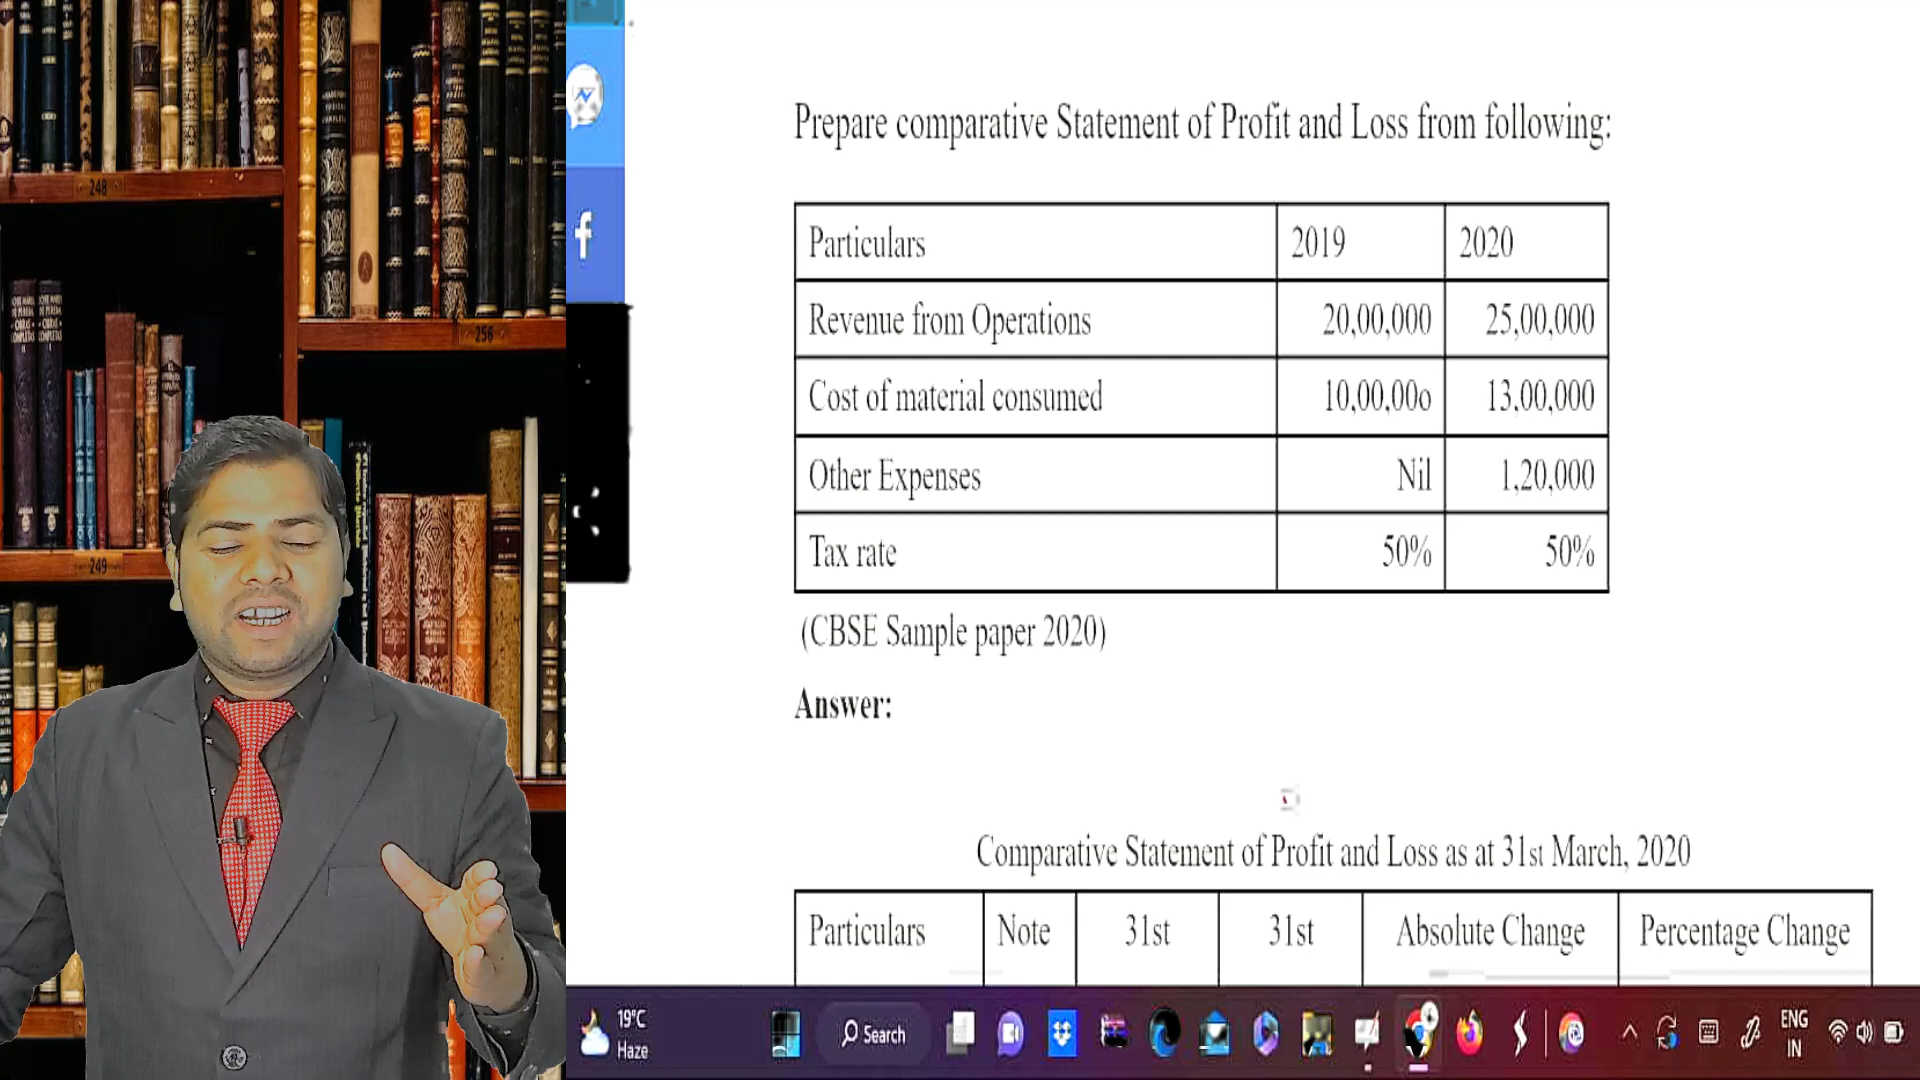 248
256
249
Prepare comparative Statement of Profit and Loss from following:
Particulars 2019 2020
Revenue from Operations 20,00,000 25,00,000
Cost of material consumed 10,00,00o 13,00,000
Other Expenses Nil 1,20,000
Tax rate 50% 50%
(CBSE Sample paper 2020)
Answer:
Comparative Statement of Profit and Loss as at 31st March, 2020
Particulars Note 31st 31st Absolute Change Percentage Change
19°C
Haze
Search
ENG
IN